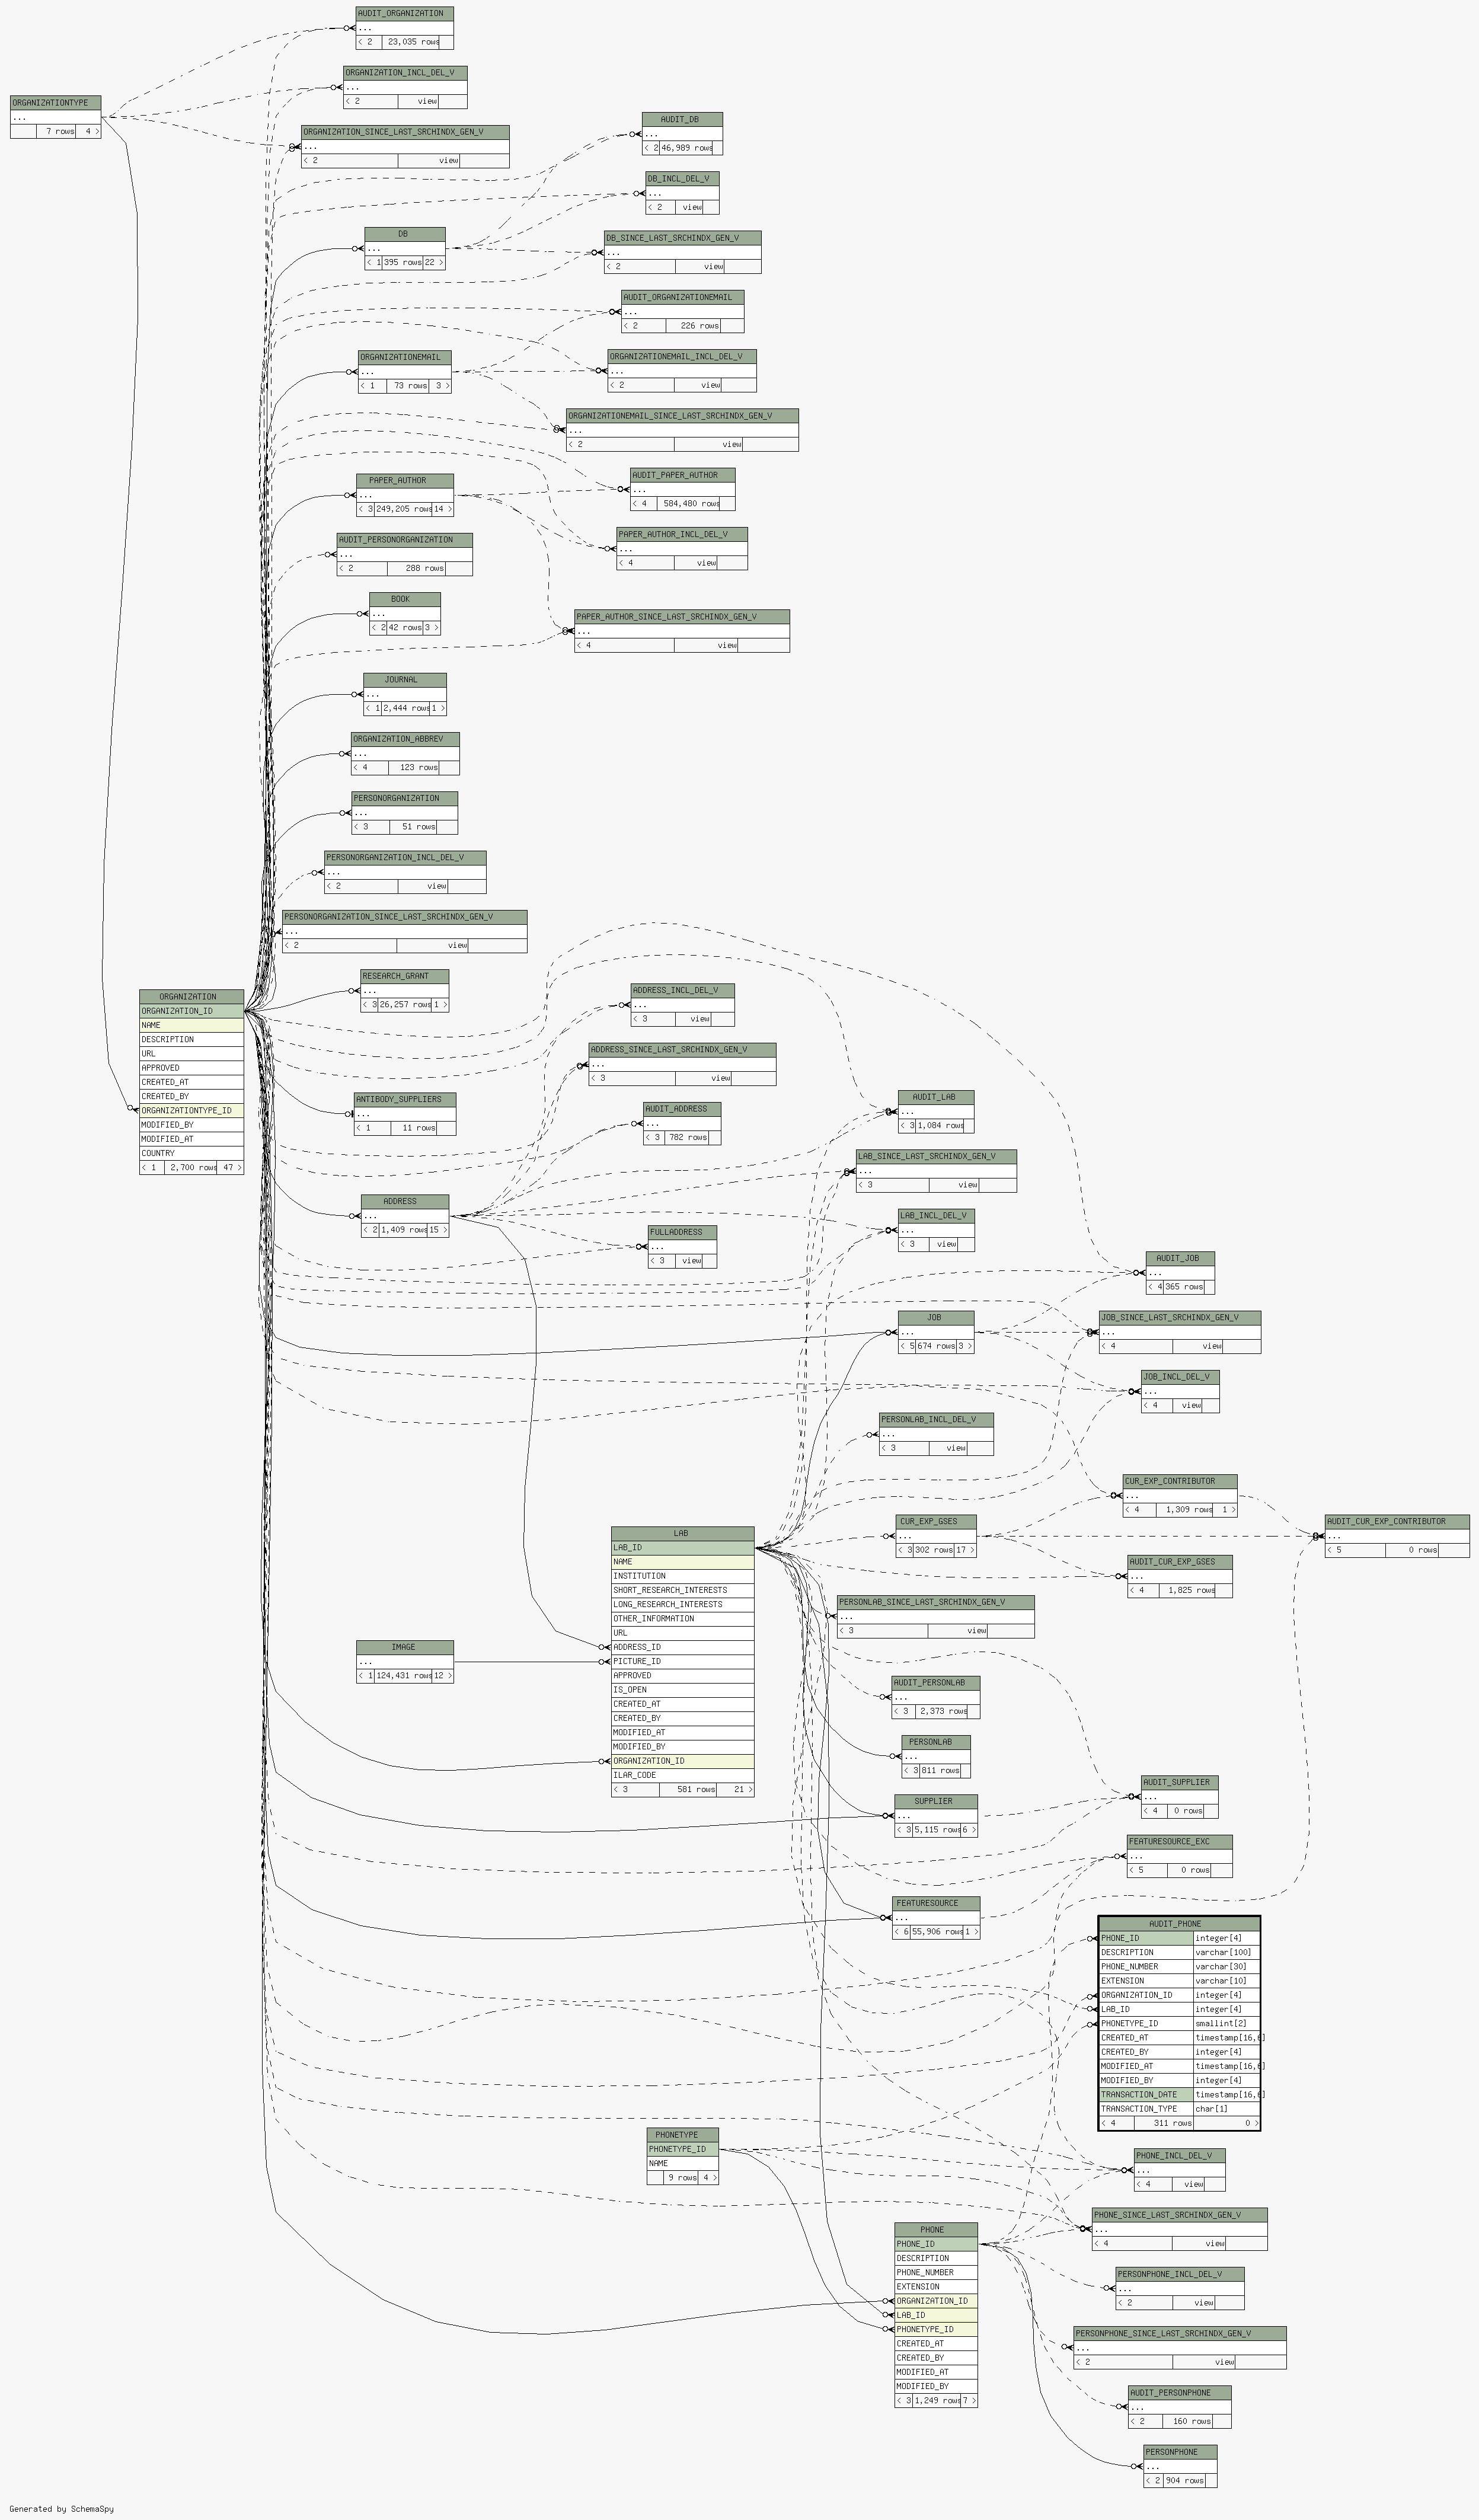 AUDIT_ORGANIZATION
...
< 2 23,035 rows
ORGANIZATION_INCL_DEL_V
...
< 2 view
ORGANIZATIONTYPE
...
7 rows 4 >
ORGANIZATION_SINCE_LAST_SRCHINDX_GEN_V
...
< 2 view
AUDIT_DB
...
< 2 46,989 rows
DB_INCL_DEL_V
...
< 2 view
DB
...
< 1 395 rows 22 >
DB_SINCE_LAST_SRCHINDX_GEN_V
...
< 2 view
AUDIT_ORGANIZATIONEMAIL
...
< 2 226 rows
ORGANIZATIONEMAIL
...
< 1 73 rows 3 >
ORGANIZATIONEMAIL_INCL_DEL_V
...
< 2 view
ORGANIZATIONEMAIL_SINCE_LAST_SRCHINDX_GEN_V
...
< 2 view
PAPER_AUTHOR
...
< 3 249,205 rows 14 >
AUDIT_PAPER_AUTHOR
...
< 4 584,480 rows
AUDIT_PERSONORGANIZATION
...
< 2 288 rows
PAPER_AUTHOR_INCL_DEL_V
...
< 4 view
BOOK
...
< 2 42 rows 3 >
PAPER_AUTHOR_SINCE_LAST_SRCHINDX_GEN_V
...
< 4 view
JOURNAL
...
< 1 2,444 rows 1 >
ORGANIZATION_ABBREV
...
< 4 123 rows
PERSONORGANIZATION
...
< 3 51 rows
PERSONORGANIZATION_INCL_DEL_V
...
< 2 view
PERSONORGANIZATION_SINCE_LAST_SRCHINDX_GEN_V
...
< 2 view
RESEARCH_GRANT
...
< 3 26,257 rows 1 >
ORGANIZATION
ORGANIZATION_ID
NAME
DESCRIPTION
URL
APPROVED
CREATED_AT
CREATED_BY
ORGANIZATIONTYPE_ID
MODIFIED_BY
MODIFIED_AT
COUNTRY
< 1 2,700 rows 47 >
ADDRESS_INCL_DEL_V
...
< 3 view
ADDRESS_SINCE_LAST_SRCHINDX_GEN_V
...
< 3 view
ANTIBODY_SUPPLIERS
...
< 1 11 rows
AUDIT_ADDRESS
...
< 3 782 rows
AUDIT_LAB
...
< 3 1,084 rows
LAB_SINCE_LAST_SRCHINDX_GEN_V
...
< 3 view
ADDRESS
...
< 2 1,409 rows 15 >
FULLADDRESS
...
< 3 view
LAB_INCL_DEL_V
...
< 3 view
AUDIT_JOB
...
< 4 365 rows
JOB
...
< 5 674 rows 3 >
JOB_SINCE_LAST_SRCHINDX_GEN_V
...
< 4 view
JOB_INCL_DEL_V
...
< 4 view
PERSONLAB_INCL_DEL_V
...
< 3 view
CUR_EXP_CONTRIBUTOR
...
< 4 1,309 rows 1 >
CUR_EXP_GSES
...
< 3 302 rows 17 >
AUDIT_CUR_EXP_CONTRIBUTOR
...
< 5 0 rows
AUDIT_CUR_EXP_GSES
...
< 4 1,825 rows
LAB
LAB_ID
NAME
INSTITUTION
SHORT_RESEARCH_INTERESTS
LONG_RESEARCH_INTERESTS
OTHER_INFORMATION
URL
ADDRESS_ID
PICTURE_ID
APPROVED
IS_OPEN
CREATED_AT
CREATED_BY
MODIFIED_AT
MODIFIED_BY
ORGANIZATION_ID
ILAR_CODE
< 3 581 rows 21 >
PERSONLAB_SINCE_LAST_SRCHINDX_GEN_V
...
< 3 view
IMAGE
...
< 1 124,431 rows 12 >
AUDIT_PERSONLAB
...
< 3 2,373 rows
PERSONLAB
...
< 3 811 rows
AUDIT_SUPPLIER
...
< 4 0 rows
SUPPLIER
...
< 3 5,115 rows 6 >
FEATURESOURCE_EXC
...
< 5 0 rows
FEATURESOURCE
...
< 6 55,906 rows 1 >
AUDIT_PHONE
PHONE_ID integer[4]
DESCRIPTION varchar[100]
PHONE_NUMBER varchar[30]
EXTENSION varchar[10]
ORGANIZATION_ID integer[4]
LAB_ID integer[4]
PHONETYPE_ID smallint[2]
CREATED_AT timestamp[16,6]
CREATED_BY integer[4]
MODIFIED_AT timestamp[16,6]
MODIFIED_BY integer[4]
TRANSACTION_DATE timestamp[16,6]
TRANSACTION_TYPE char[1]
< 4 311 rows 0 >
PHONETYPE
PHONETYPE_ID
NAME
9 rows 4 >
PHONE_INCL_DEL_V
...
< 4 view
PHONE_SINCE_LAST_SRCHINDX_GEN_V
...
< 4 view
PHONE
PHONE_ID
DESCRIPTION
PHONE_NUMBER
EXTENSION
ORGANIZATION_ID
LAB_ID
PHONETYPE_ID
CREATED_AT
CREATED_BY
MODIFIED_AT
MODIFIED_BY
< 3 1,249 rows 7 >
PERSONPHONE_INCL_DEL_V
...
< 2 view
PERSONPHONE_SINCE_LAST_SRCHINDX_GEN_V
...
< 2 view
AUDIT_PERSONPHONE
...
< 2 160 rows
PERSONPHONE
...
< 2 904 rows
Generated by SchemaSpy